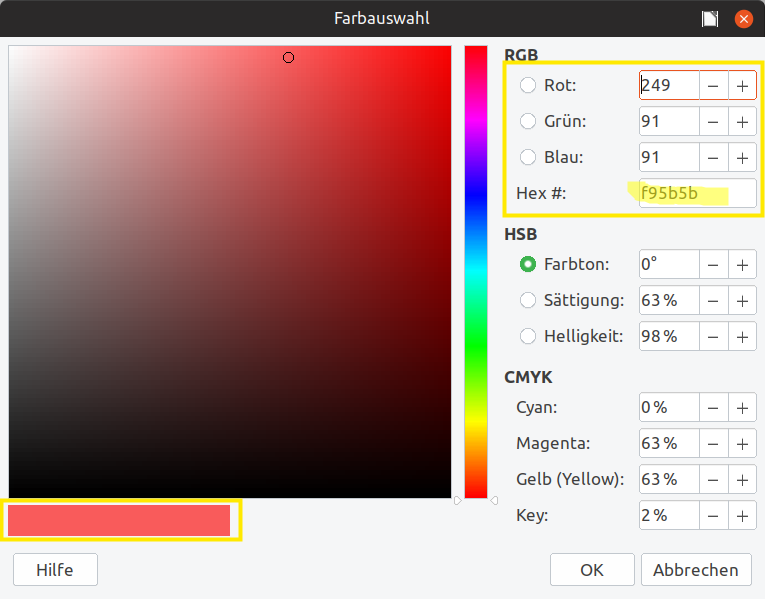 Farbauswahl
RGB
Rot: 249
Grün: 91
Blau: 91
Hex #: f95b5b
HSB
Farbton: 0°
Sättigung: 63 %
Helligkeit: 98 %
CMYK
Cyan: 0 %
Magenta: 63 %
Gelb (Yellow): 63 %
Key: 2 %
Hilfe OK Abbrechen